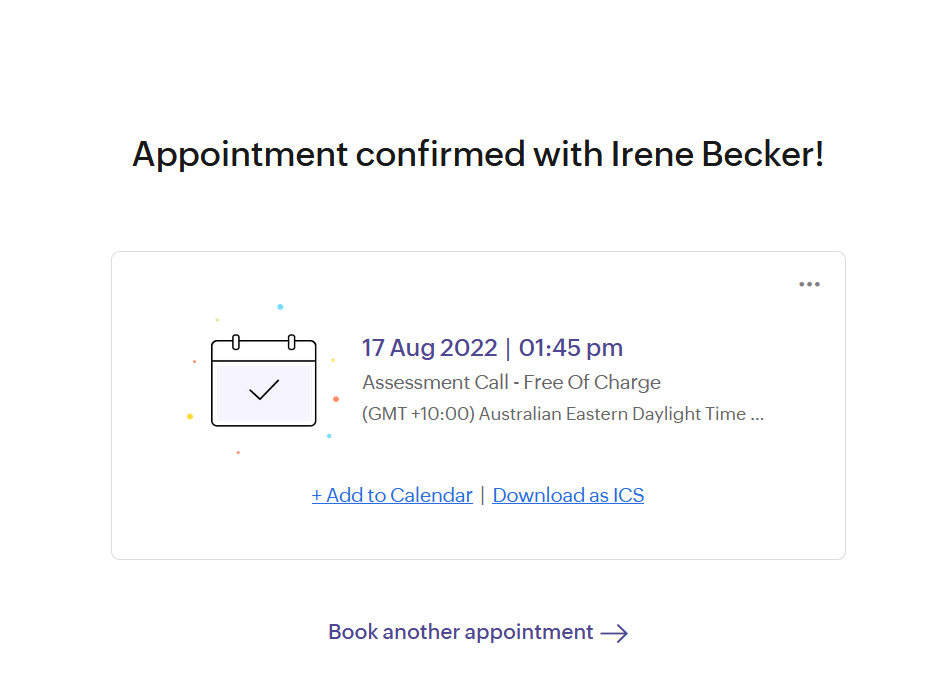 Appointment confirmed with Irene Becker!
17 Aug 2022 | 01:45 pm
Assessment Call - Free Of Charge
(GMT +10:00) Australian Eastern Daylight Time ...
+ Add to Calendar | Download as ICS
Book another appointment